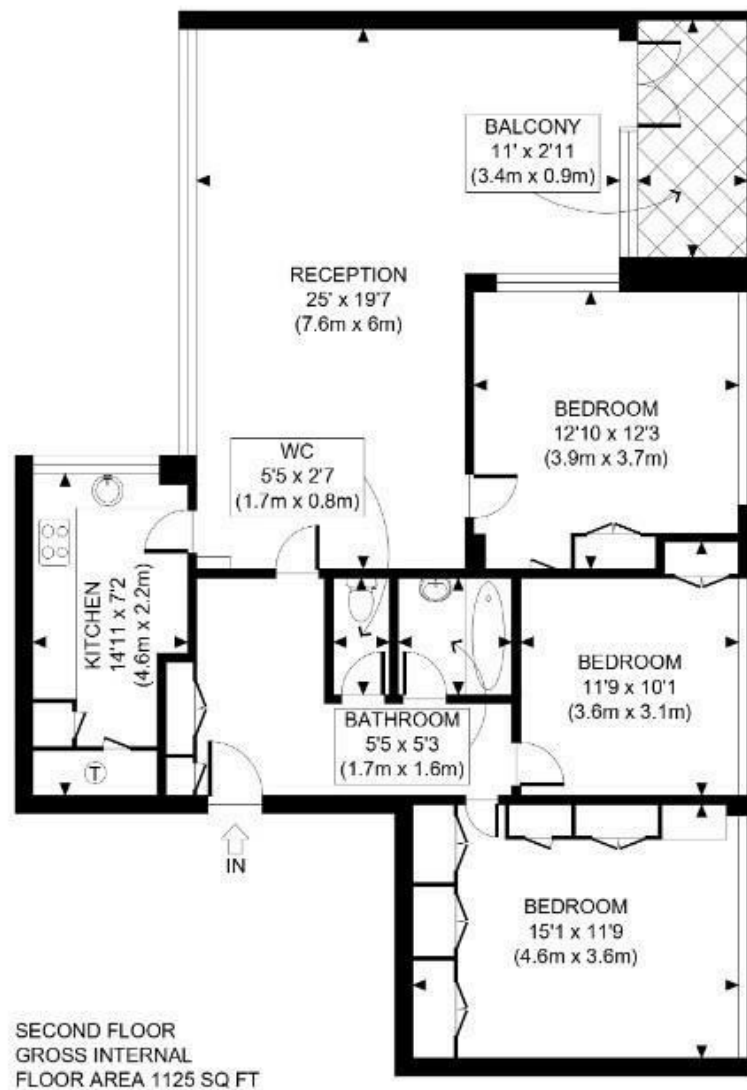 BALCONY
11' x 2'11
(3.4m x 0.9m)
RECEPTION
25' x 19'7
(7.6m x 6m)
BEDROOM
12'10 x 12'3
(3.9m x 3.7m)
WC
5'5 x 2'7
(1.7m x 0.8m)
KITCHEN
14'11 x 7'2
(4.6m x 2.2m)
BEDROOM
11'9 x 10'1
(3.6m x 3.1m)
BATHROOM
5'5 x 5'3
(1.7m x 1.6m)
T
IN
BEDROOM
15'1 x 11'9
(4.6m x 3.6m)
SECOND FLOOR
GROSS INTERNAL
FLOOR AREA 1125 SQ FT